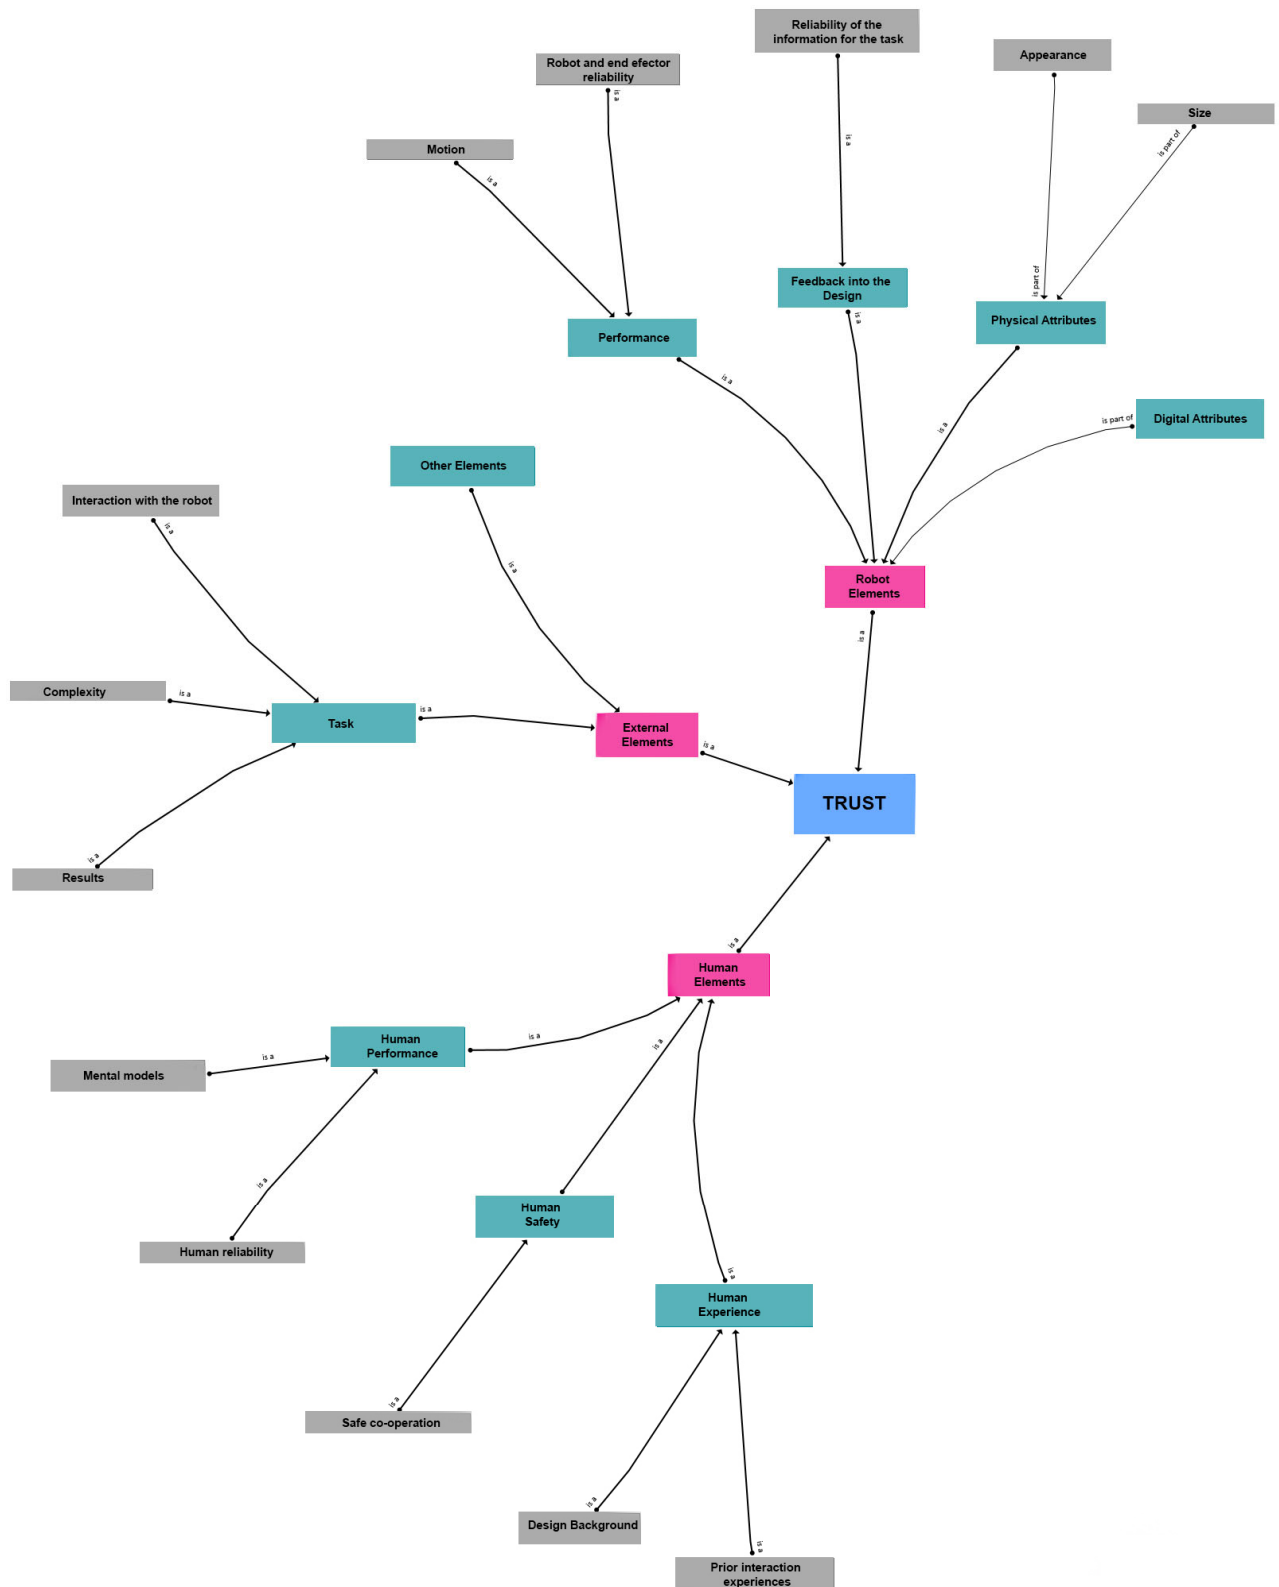 Reliability of the
information for the task
Appearance
Robot and end efector
reliability
is a
Size
is part of
Motion
is a
is a
is part of
Feedback into the
Design
is a
Physical Attributes
Performance
is a
is a
Digital Attributes
is part of
Other Elements
is a
Interaction with the robot
is a
Robot
Elements
is a
Complexity
is a
Task
is a
External
Elements
is a
TRUST
Results
is a
is a
Human
Elements
Human
Performance
is a
is a
Mental models
is a
is a
Human reliability
Human
Safety
is a
Human
Experience
is a
Safe co-operation
is a
Design Background
is a
Prior interaction
experiences